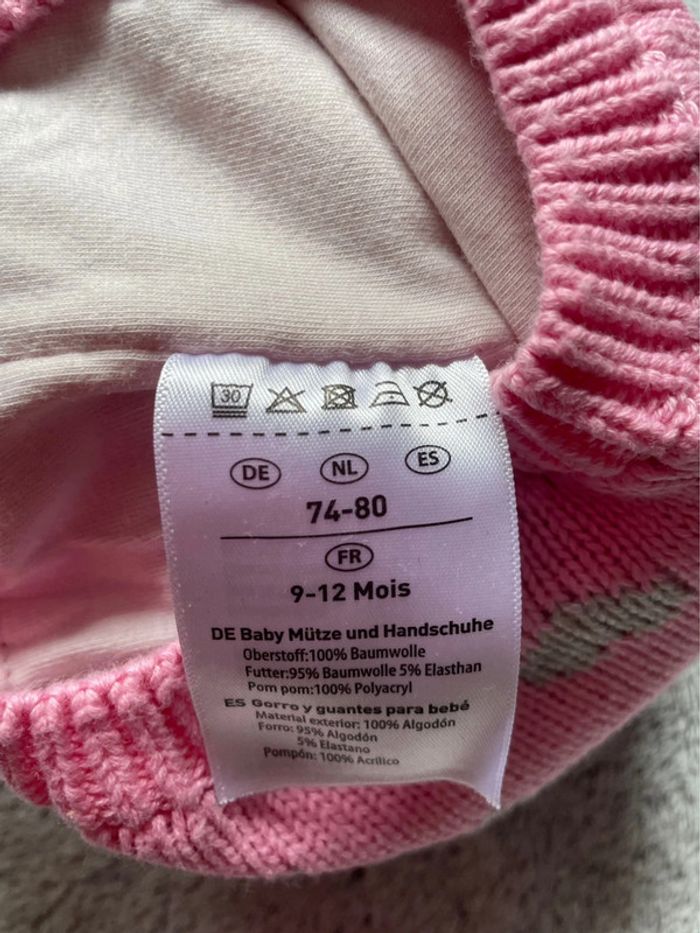 30
DE NL ES
74-80
FR
9-12 Mois
DE Baby Mütze und Handschuhe
Oberstoff:100% Baumwolle
Futter:95% Baumwolle 5% Elasthan
Pom pom:100% Polyacryl
ES Gorro y guantes para bebé
Material exterior: 100% Algodón
Forro: 95% Algodón
5% Elastano
Pompón: 100% Acrílico